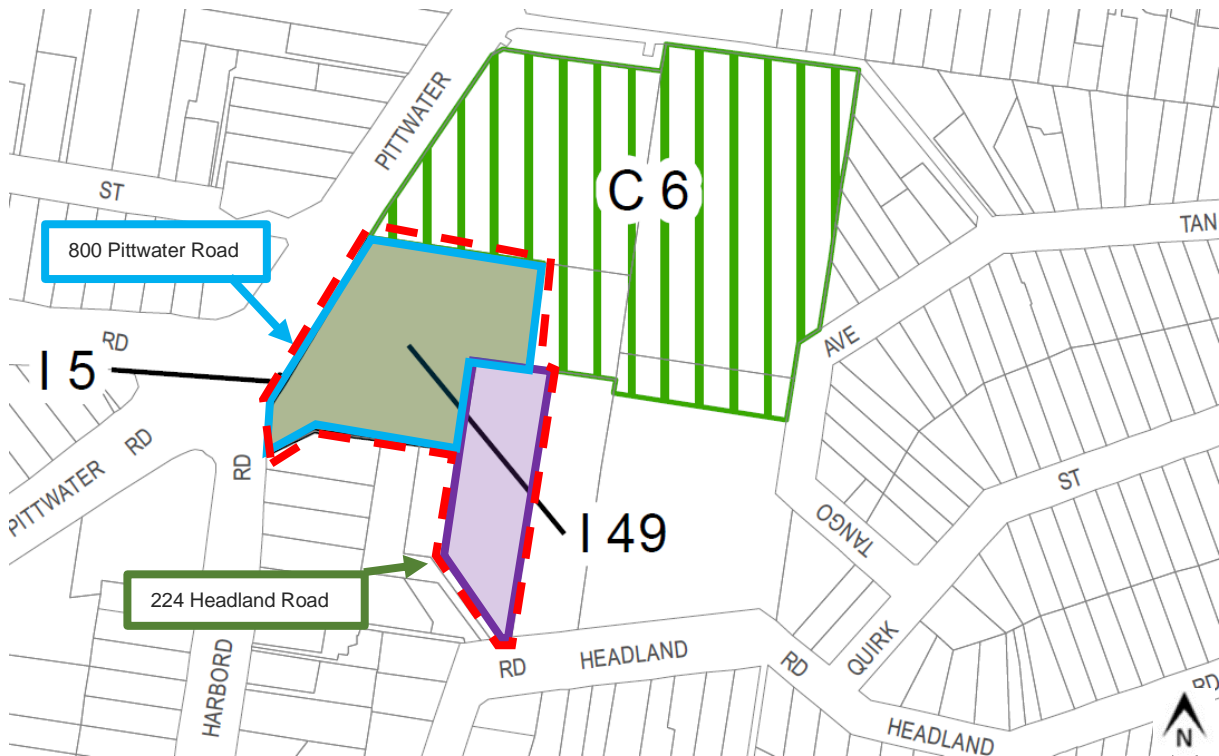 PITTWATER
ST
C 6
TAN
800 Pittwater Road
RD
AVE
I 5
PITTWATER RD
RD
ST
I 49
TANGO
224 Headland Road
HARBORD
RD
HEADLAND
RD
QUIRK
RD
HEADLAND
N